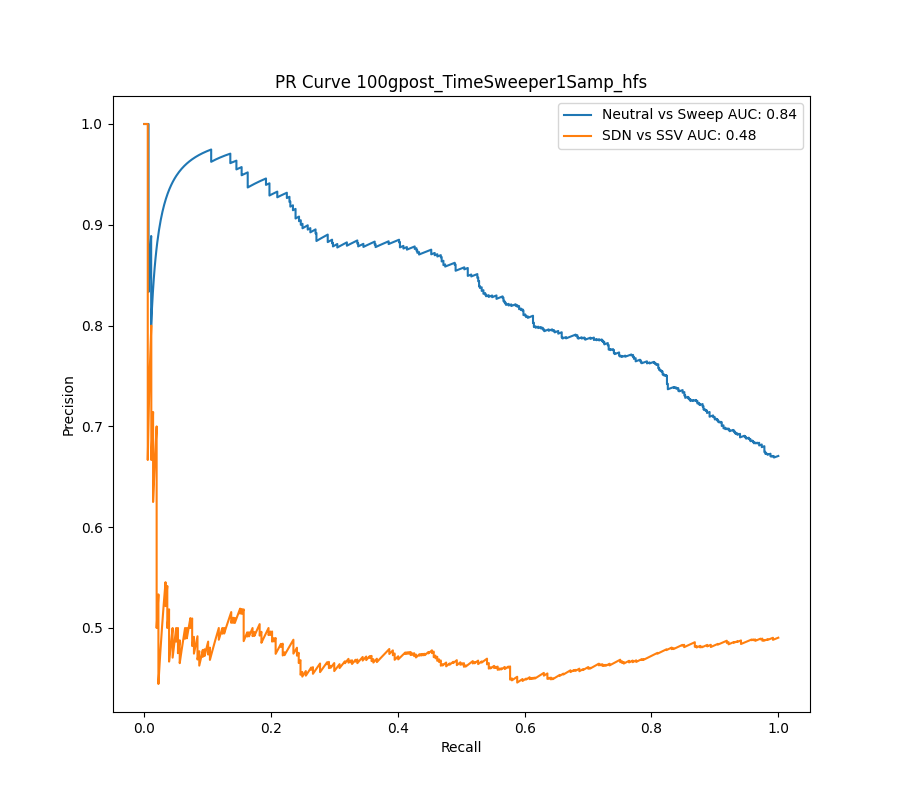 PR Curve 100gpost_TimeSweeper1Samp_hfs
Neutral vs Sweep AUC: 0.84
SDN vs SSV AUC: 0.48
1.0
0.9
0.8
0.7
0.6
0.5
Precision
0.0 0.2 0.4 0.6 0.8 1.0
Recall